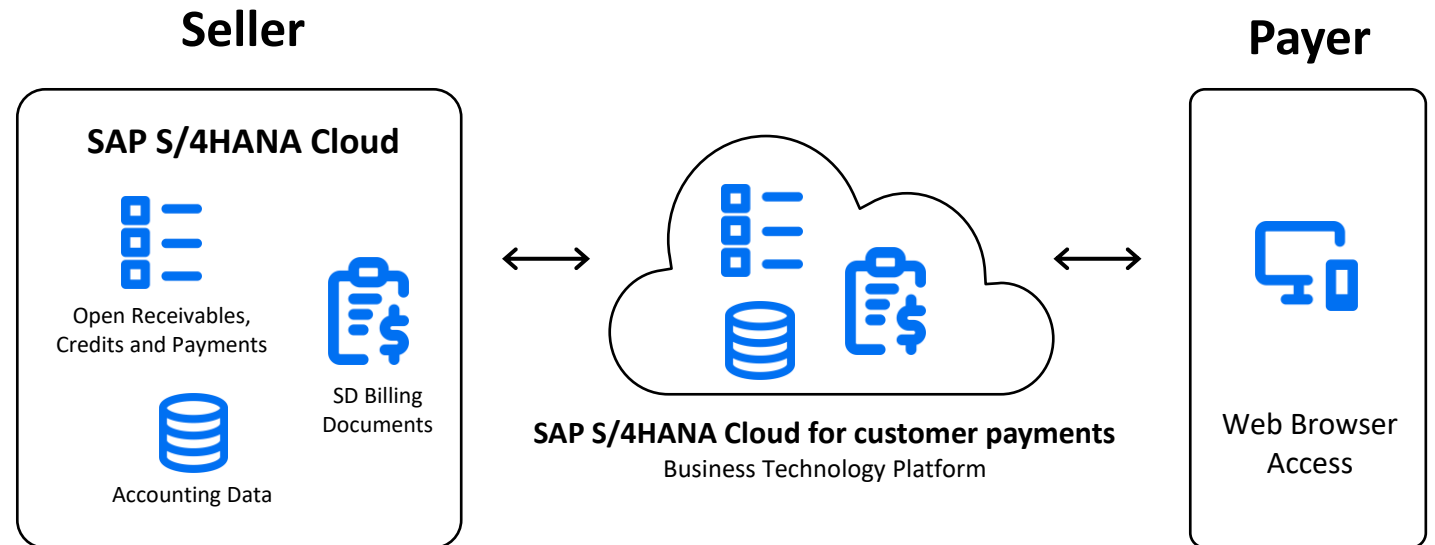 Seller
Payer
SAP S/4HANA Cloud
Open Receivables,
Credits and Payments
SD Billing
Documents
Accounting Data
SAP S/4HANA Cloud for customer payments
Business Technology Platform
Web Browser
Access